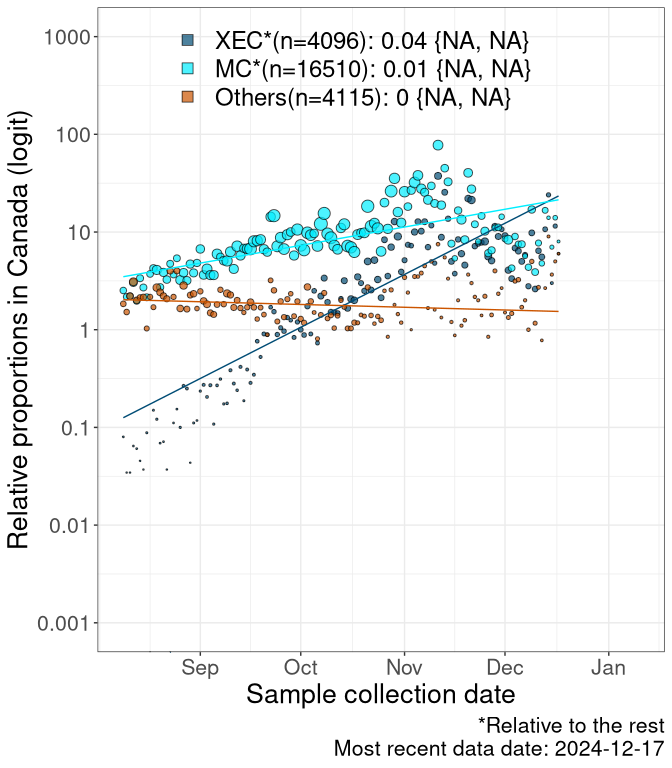 XEC*(n=4096): 0.04 {NA, NA}
MC*(n=16510): 0.01 {NA, NA}
Others(n=4115): 0 {NA, NA}
Relative proportions in Canada (logit)
1000
100
10
1
0.1
0.01
0.001
Sep Oct Nov Dec Jan
Sample collection date
*Relative to the rest
Most recent data date: 2024-12-17